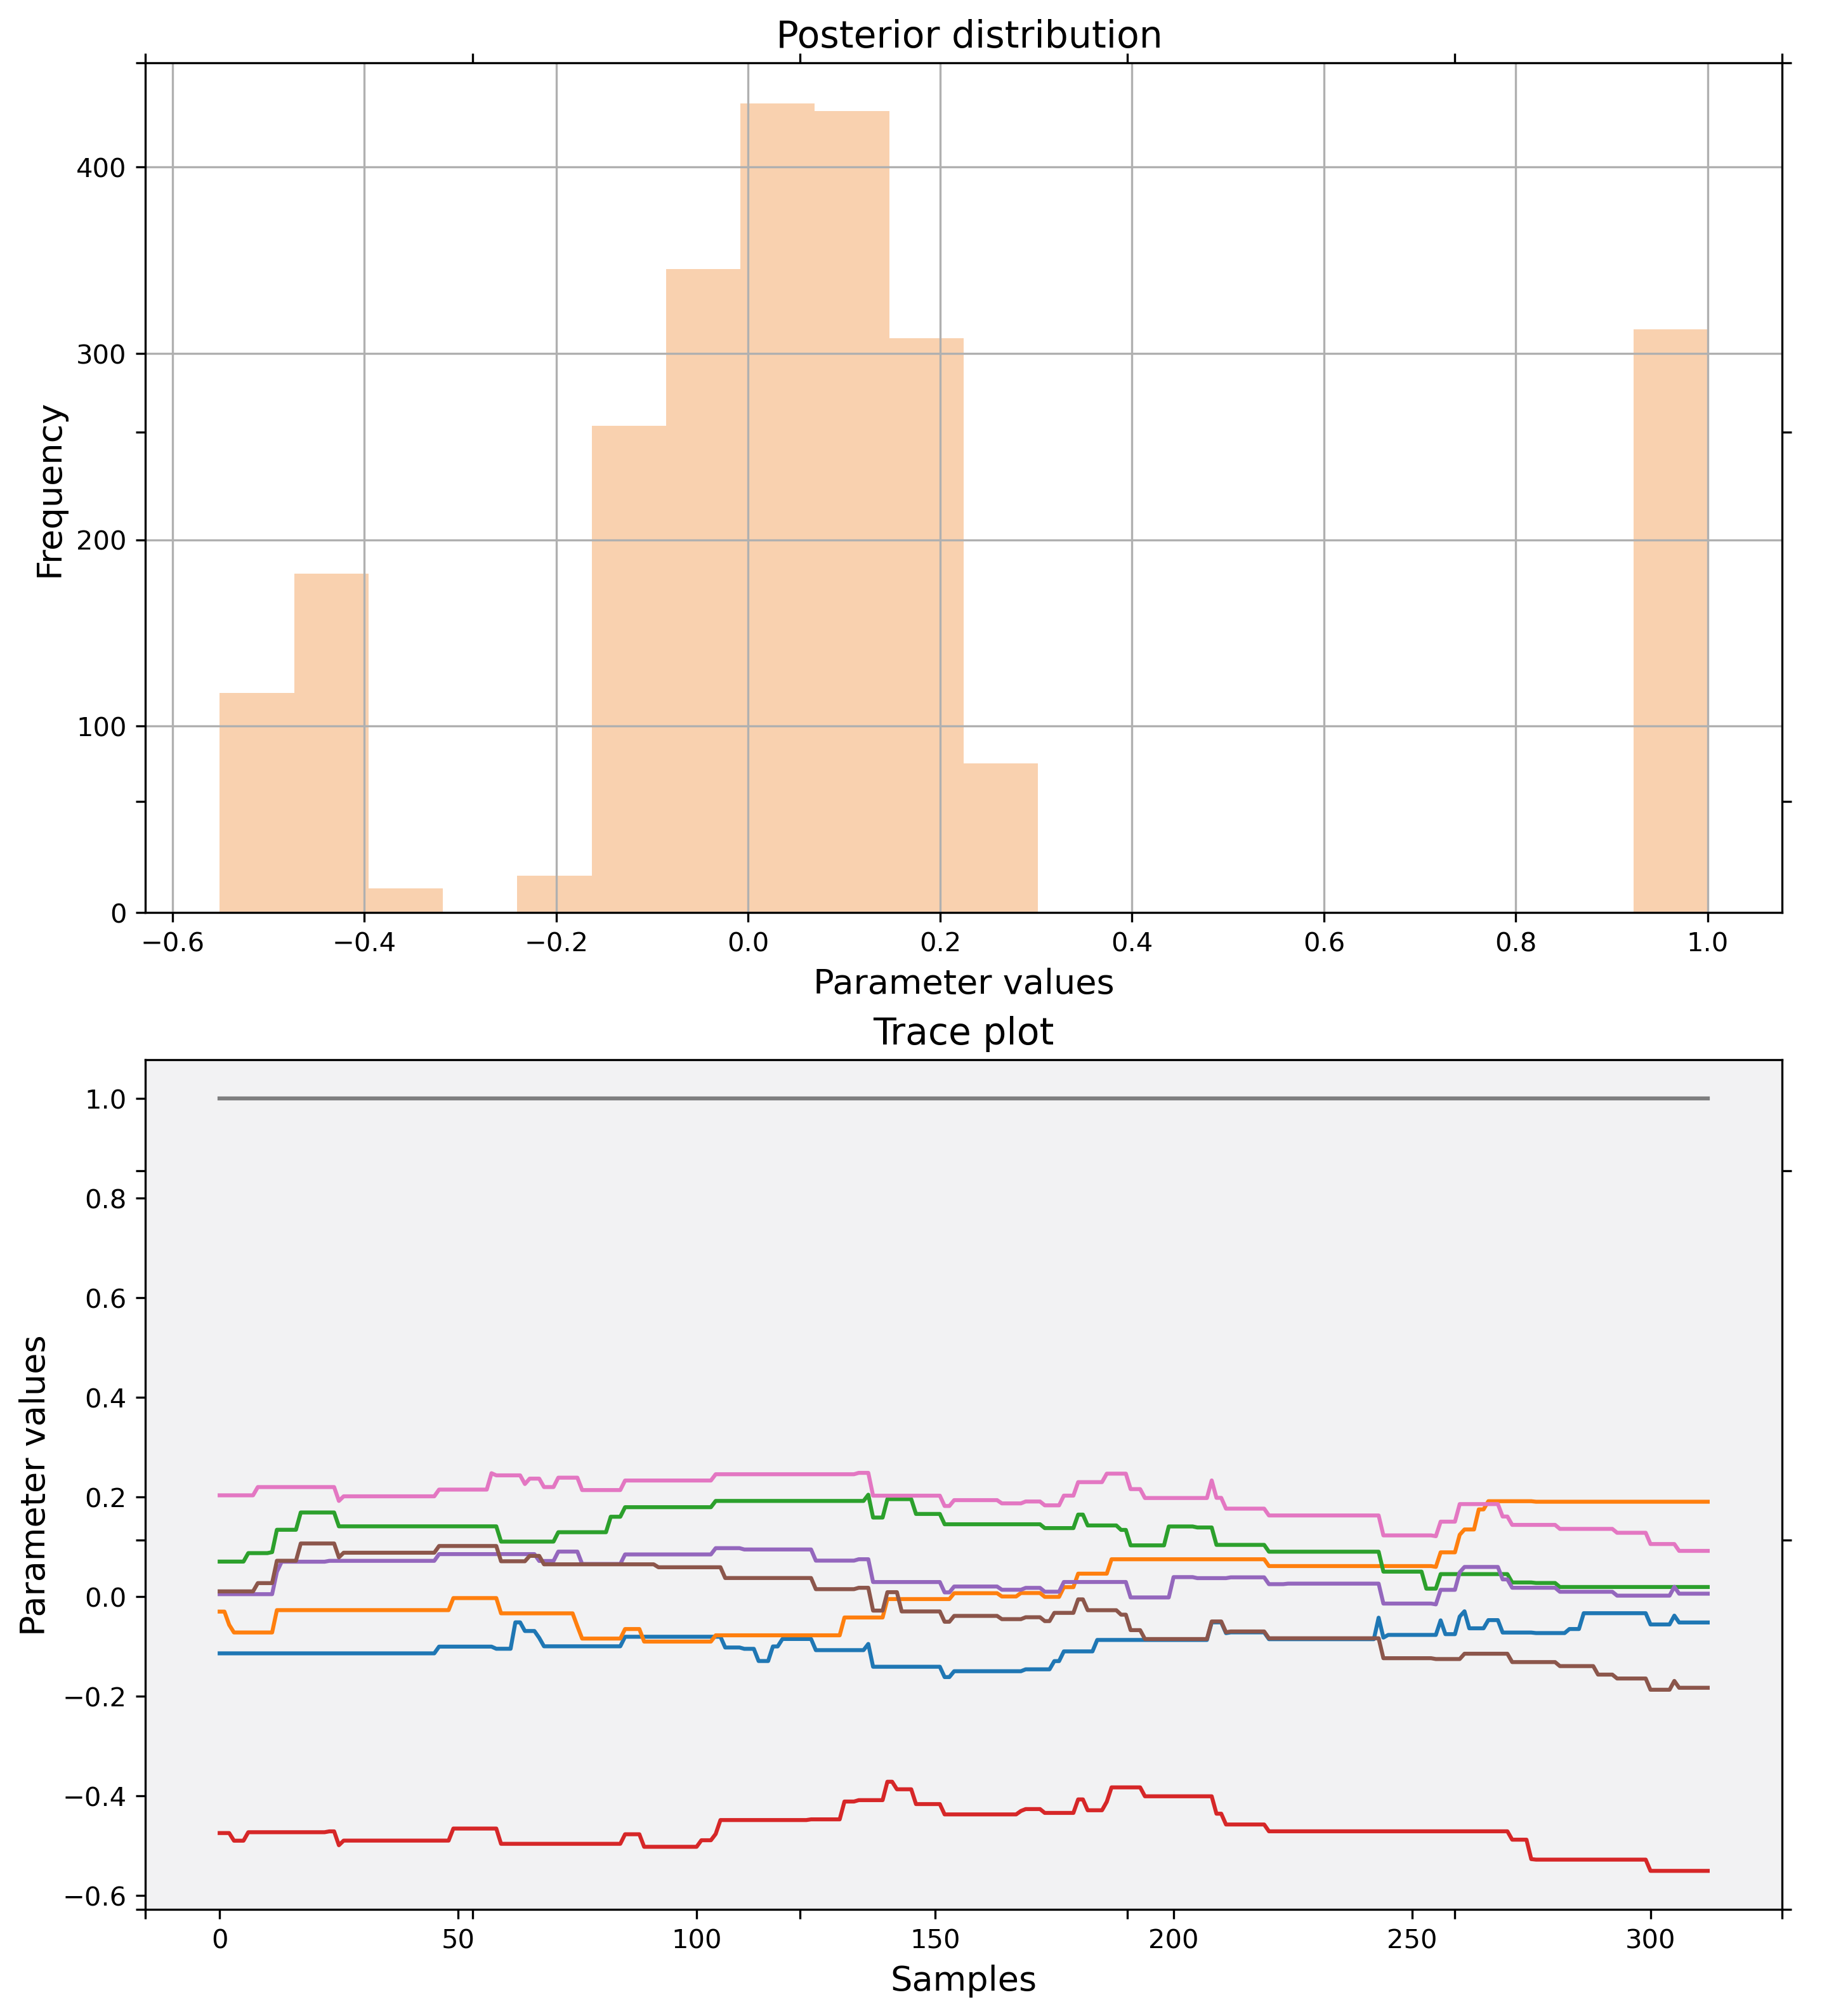 Posterior distribution
400
300
200
100
0
Frequency
−0.6 −0.4 −0.2 0.0 0.2 0.4 0.6 0.8 1.0
Parameter values
Trace plot
1.0
0.8
0.6
0.4
0.2
0.0
−0.2
−0.4
−0.6
Parameter values
0 50 100 150 200 250 300
Samples